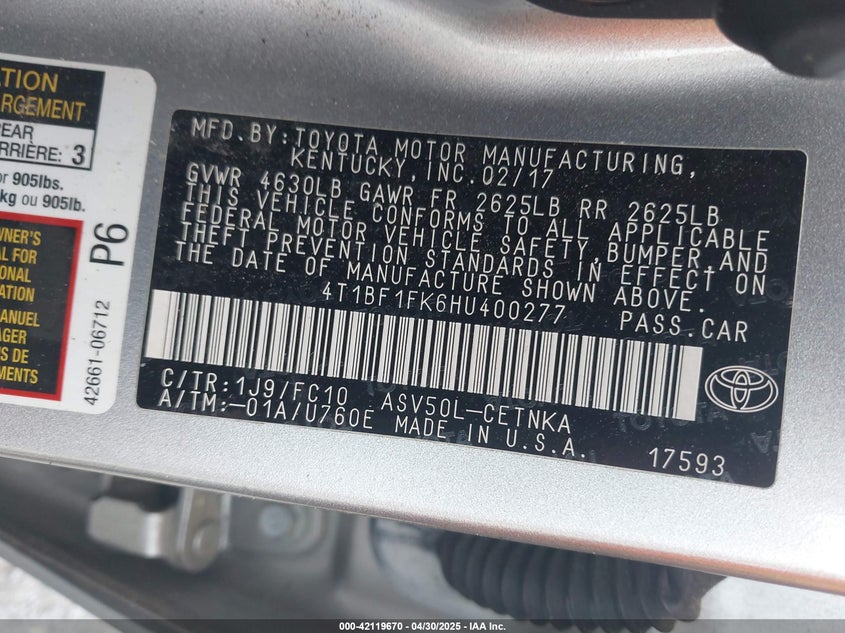 TION
RGEMENT
REAR
ARRIÈRE: 3
or 905lbs.
kg ou 905lb.
P6
42661-06712
WNER'S
AL FOR
IONAL
ATION
MANUEL
AGER
NS DE
EMENTS
MFD.BY:TOYOTA MOTOR MANUFACTURING,
KENTUCKY,INC.02/17
GVWR 4630LB GAWR FR 2625LB RR 2625LB
THIS VEHICLE CONFORMS TO ALL APPLICABLE
FEDERAL MOTOR VEHICLE SAFETY,BUMPER,AND
THEFT PREVENTION STANDARDS IN EFFECT ON
THE DATE OF MANUFACTURE SHOWN ABOVE.
4T1BF1FK6HU400277 PASS.CAR
C/TR:1J9/FC10 ASV50L-CETNKA
A/TM:-01A/U760E MADE IN U.S.A.
17593
000-42119670 - 04/30/2025 - IAA Inc.